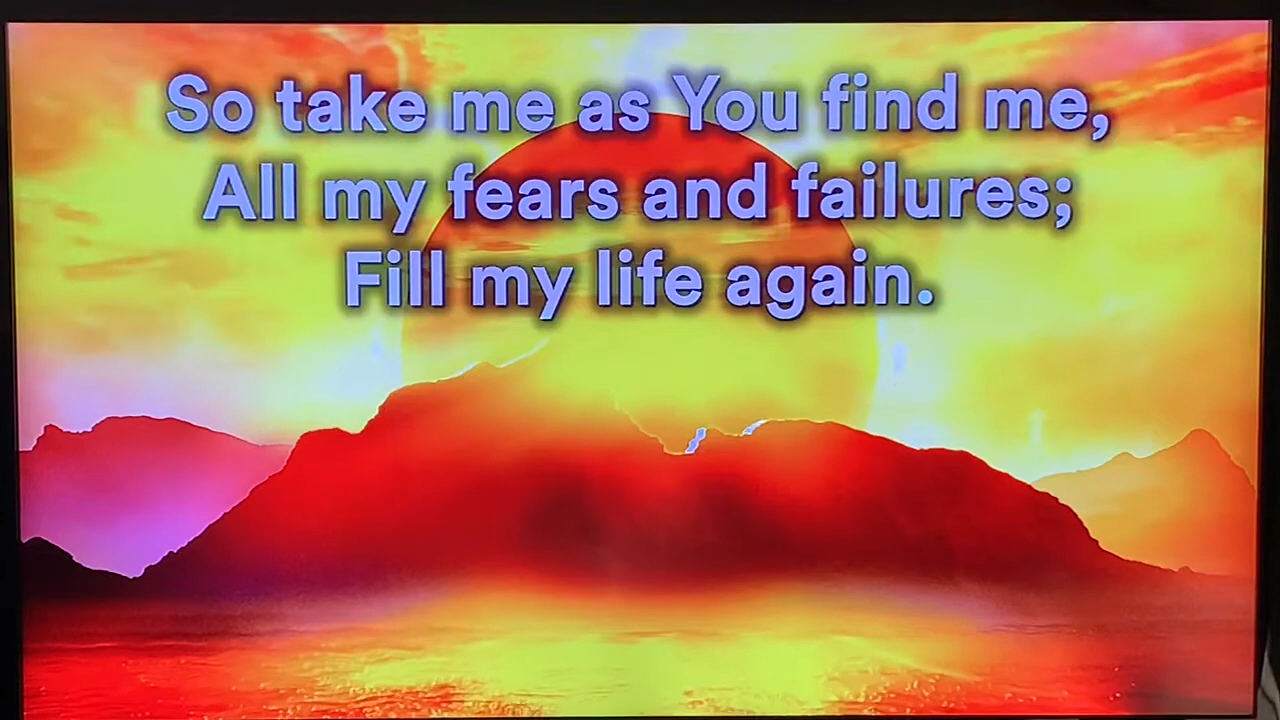 So take me as You find me,
All my fears and failures;
Fill my life again.